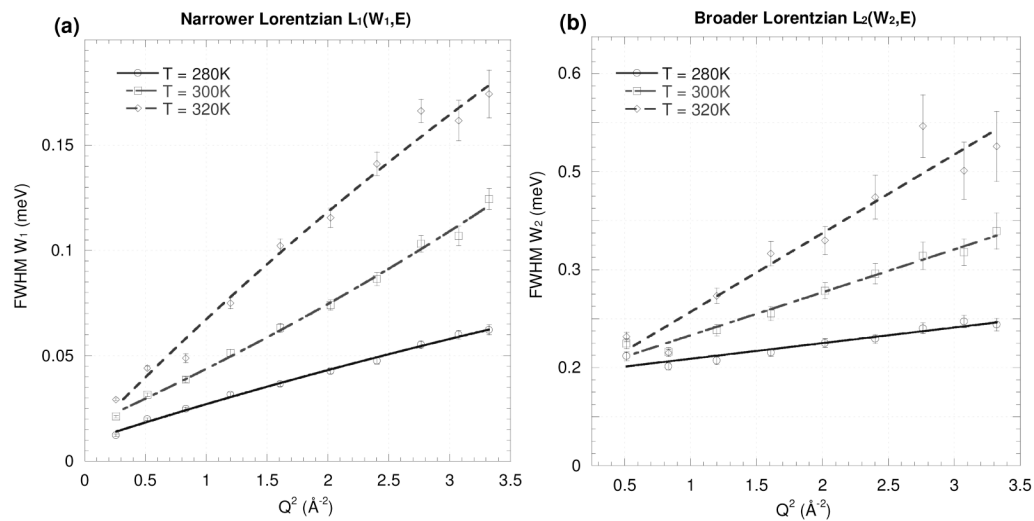 (a)
Narrower Lorentzian L₁(W₁,E)
T = 280K
T = 300K
T = 320K
0.15
0.1
0.05
0
FWHM W₁ (meV)
0 0.5 1 1.5 2 2.5 3 3.5
Q² (Å⁻²)
(b)
Broader Lorentzian L₂(W₂,E)
T = 280K
T = 300K
T = 320K
0.6
0.5
0.3
0.2
0
FWHM W₂ (meV)
0.5 1 1.5 2 2.5 3 3.5
Q² (Å⁻²)